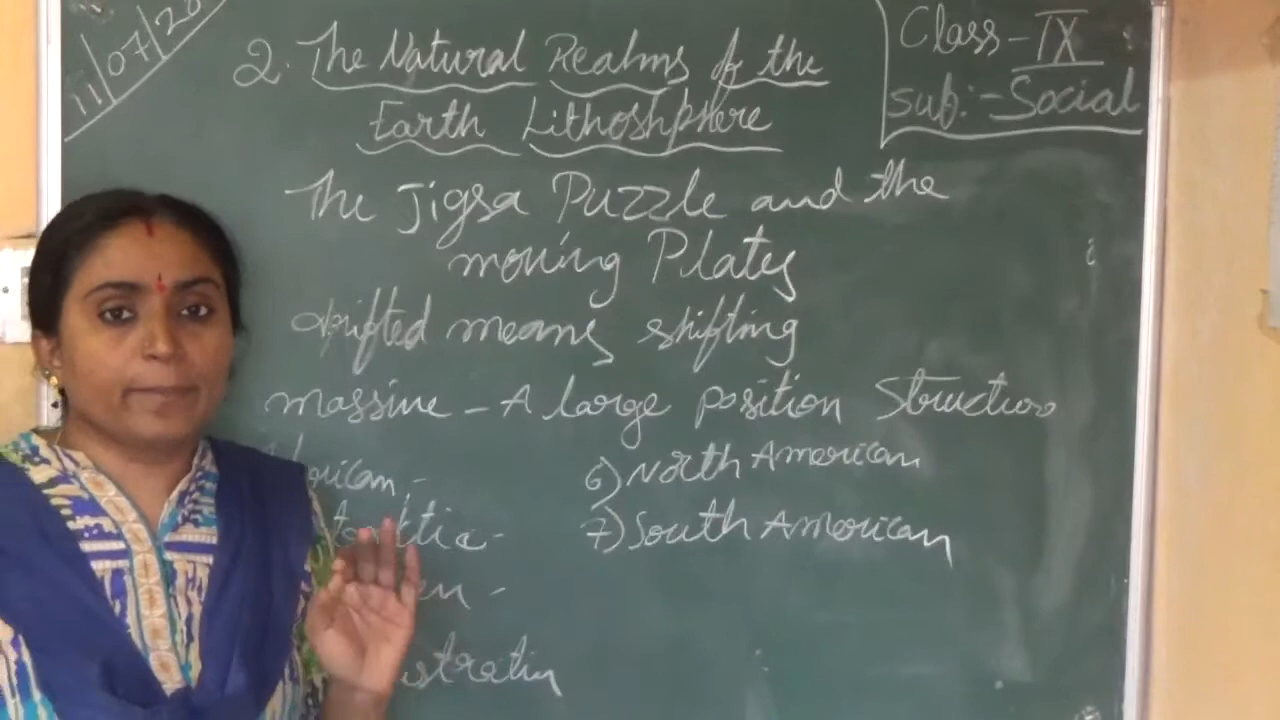 11/07/20
Class - IX
Sub:- Social
2. The Natural Realms of the
Earth Lithoshphere
The Jigsa Puzzle and the
moving Plates
drifted means shifting
massive - A large position Structure
6) North American
7) South American